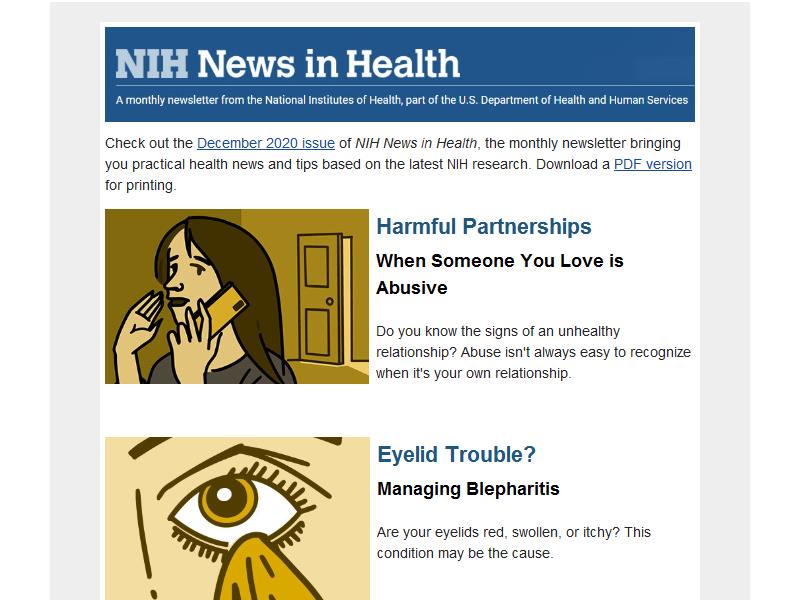 NIH News in Health
A monthly newsletter from the National Institutes of Health, part of the U.S. Department of Health and Human Services
Check out the December 2020 issue of NIH News in Health, the monthly newsletter bringing
you practical health news and tips based on the latest NIH research. Download a PDF version
for printing.
Harmful Partnerships
When Someone You Love is
Abusive
Do you know the signs of an unhealthy
relationship? Abuse isn't always easy to recognize
when it's your own relationship.
Eyelid Trouble?
Managing Blepharitis
Are your eyelids red, swollen, or itchy? This
condition may be the cause.